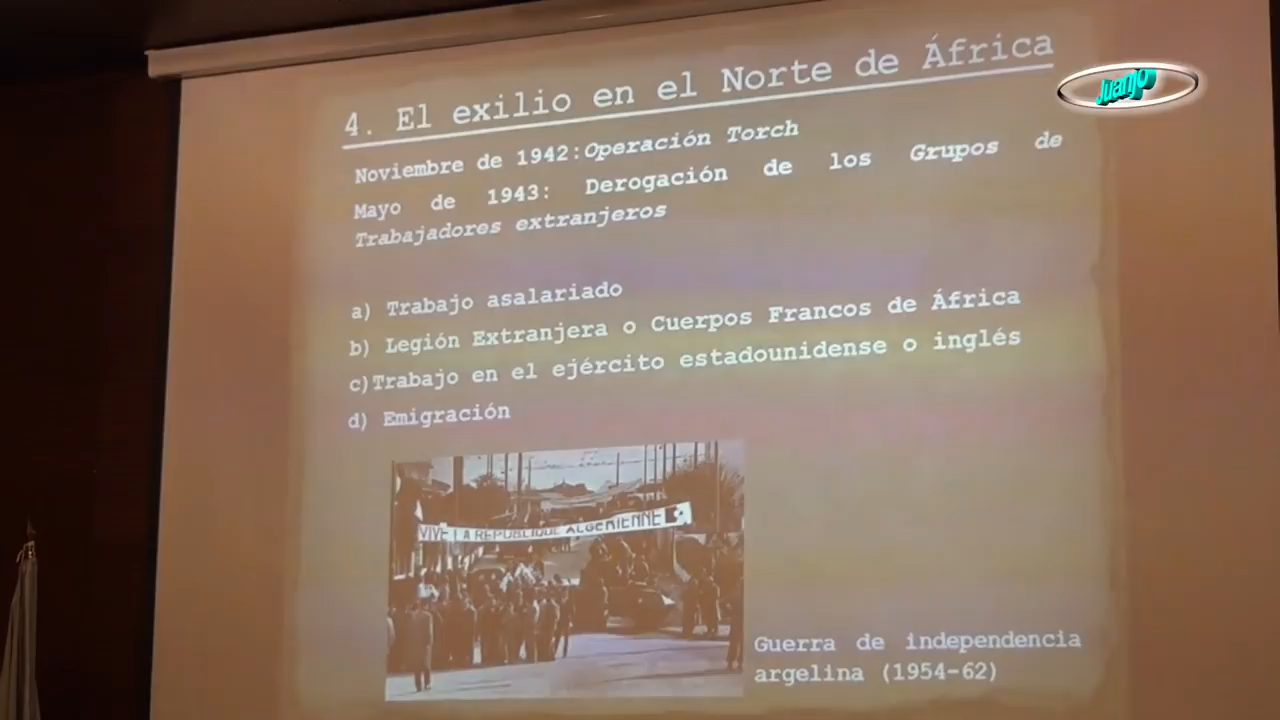 4. El exilio en el Norte de África
Juanjo
Noviembre de 1942:Operación Torch
Mayo de 1943: Derogación de los Grupos de
Trabajadores extranjeros
a) Trabajo asalariado
b) Legión Extranjera o Cuerpos Francos de África
c)Trabajo en el ejército estadounidense o inglés
d) Emigración
VIVE LA REPUBLIQUE ALGERIENNE
Guerra de independencia
argelina (1954-62)